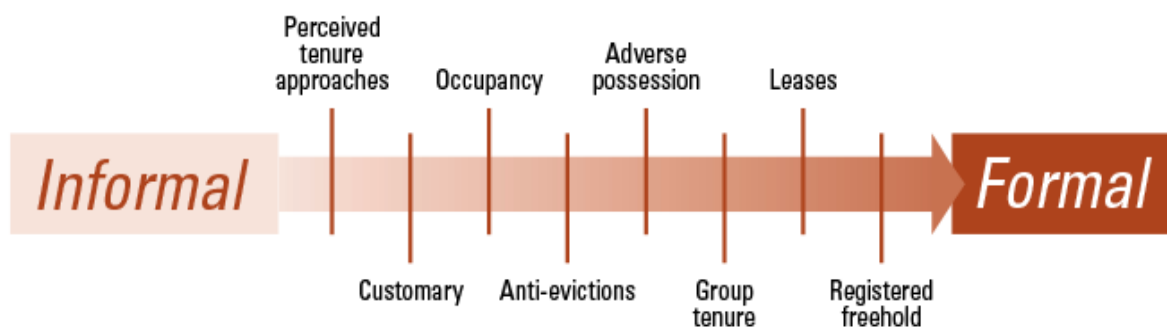 Perceived
tenure
approaches
Occupancy
Adverse
possession
Leases
Informal
Formal
Customary
Anti-evictions
Group
tenure
Registered
freehold